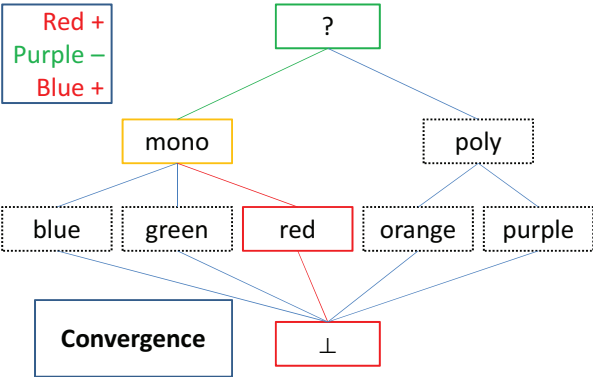 Red +
Purple –
Blue +
?
mono
poly
blue
green
red
orange
purple
Convergence
⊥